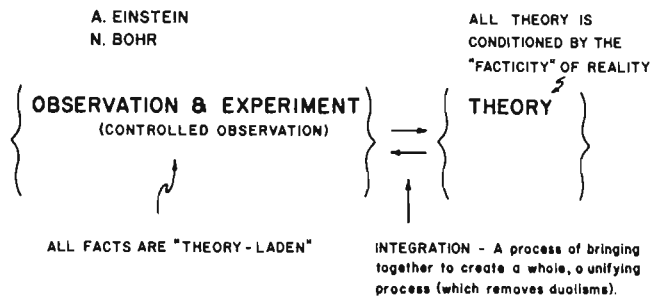 A. EINSTEIN
N. BOHR
ALL THEORY IS
CONDITIONED BY THE
"FACTICITY" OF REALITY
OBSERVATION & EXPERIMENT
(CONTROLLED OBSERVATION)
THEORY
ALL FACTS ARE "THEORY-LADEN"
INTEGRATION - A process of bringing
together to create a whole, a unifying
process (which removes dualisms).